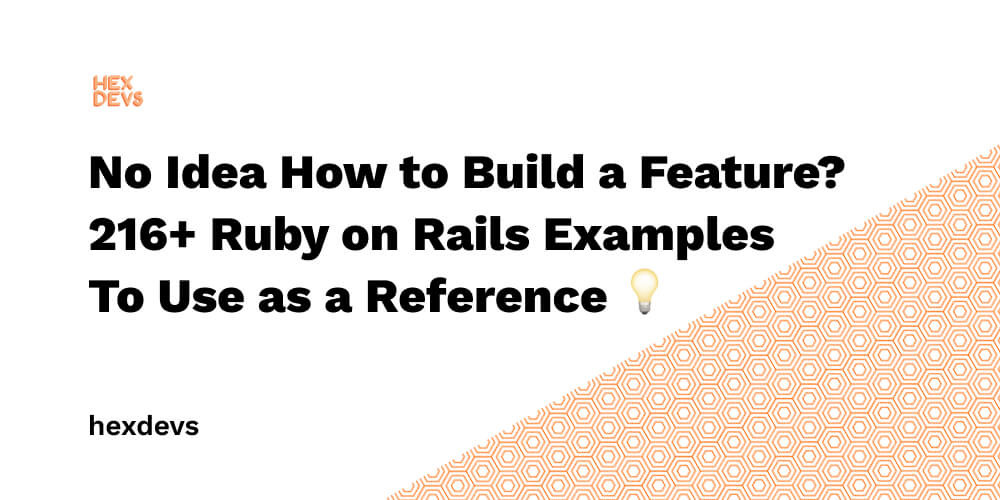 HEX
DEVS
No Idea How to Build a Feature?
216+ Ruby on Rails Examples
To Use as a Reference 💡
hexdevs